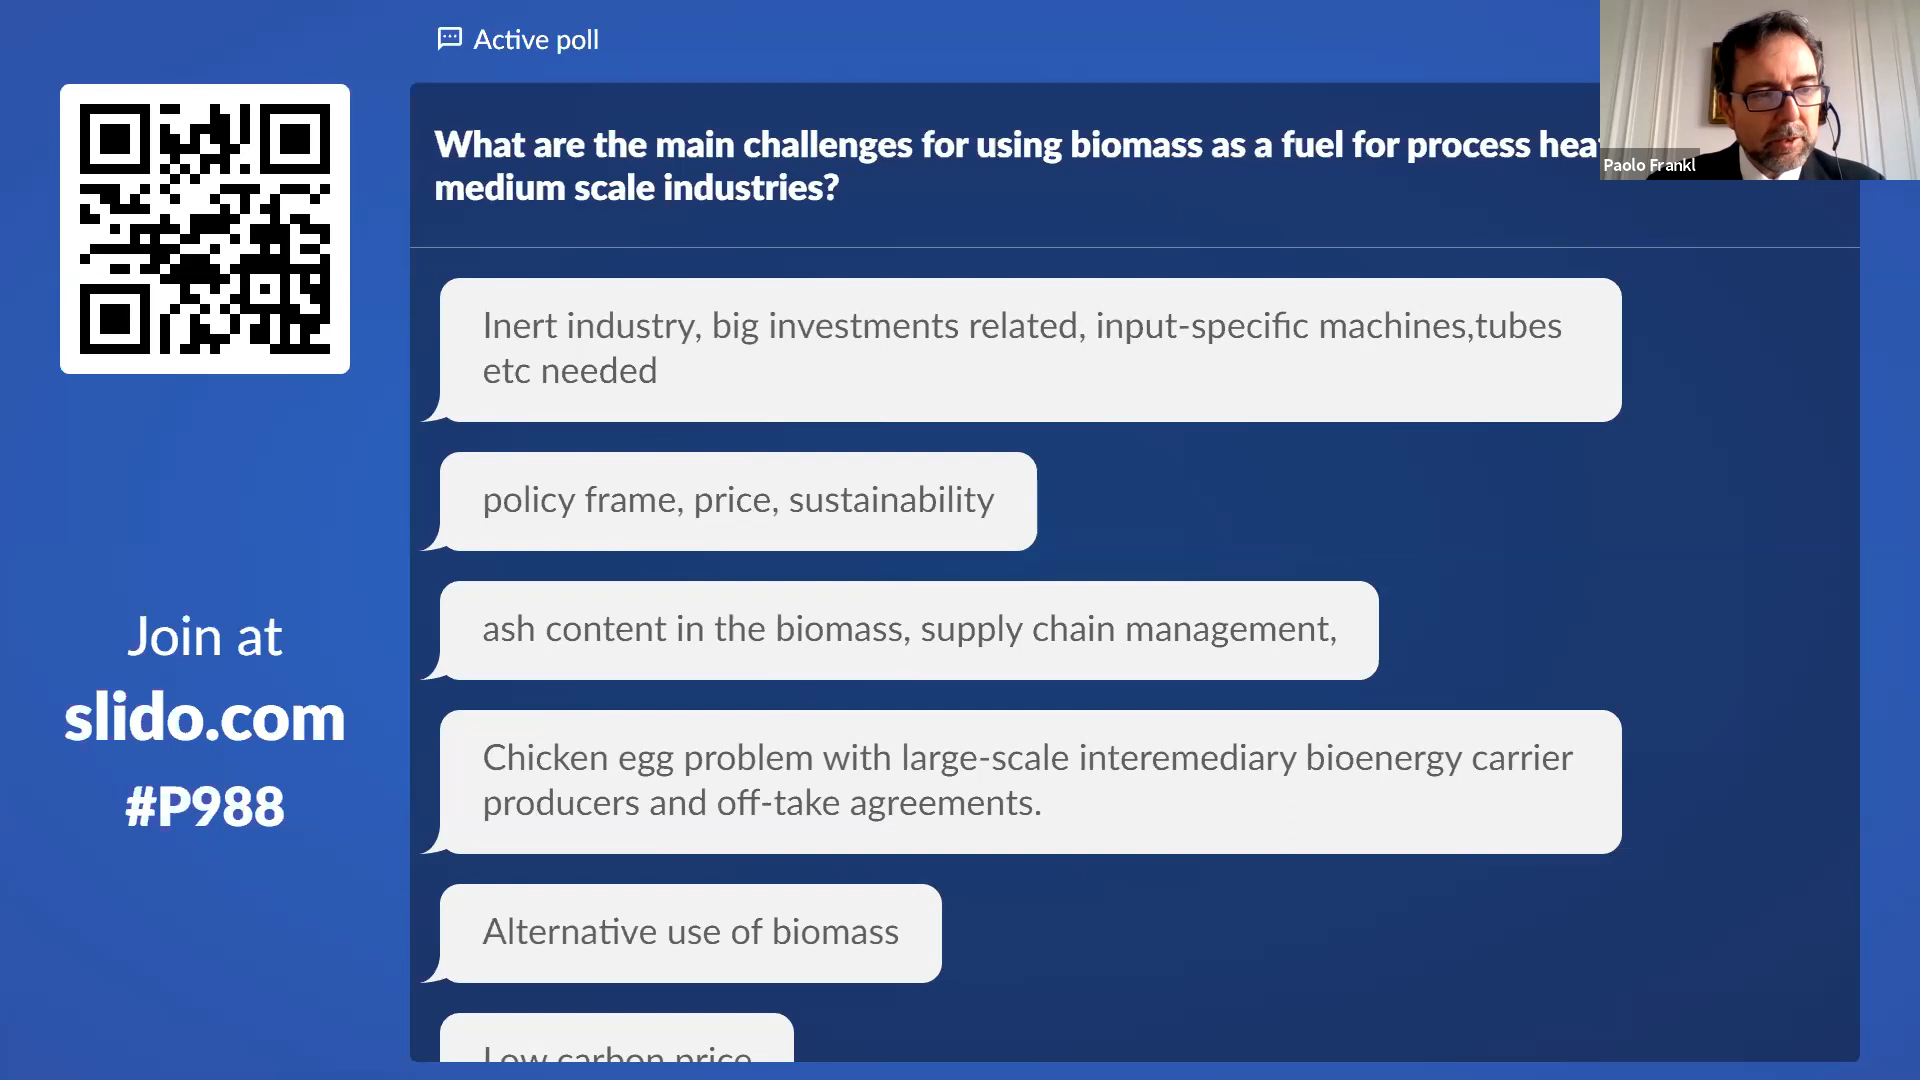 Active poll
What are the main challenges for using biomass as a fuel for process
medium scale industries?
Paolo Frankl
Inert industry, big investments related, input-specific machines,tubes
etc needed
policy frame, price, sustainability
ash content in the biomass, supply chain management,
Chicken egg problem with large-scale interemediary bioenergy carrier
producers and off-take agreements.
Alternative use of biomass
Low carbon price
Join at
slido.com
#P988